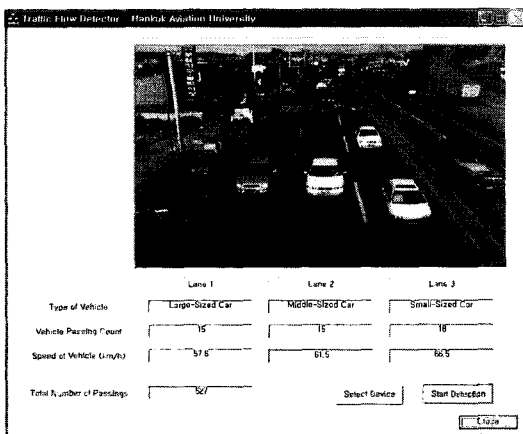 Traffic Flow Detector Hankuk Aviation University
Lane 1 Lane 2 Lane 3
Type of Vehicle Large-Sized Car Middle-Sized Car Small-Sized Car
Vehicle Passing Count 15 15 18
Speed of Vehicle (km/h) 57.6 61.5 66.5
Total Number of Passings 527 Select Device Start Detection
Close